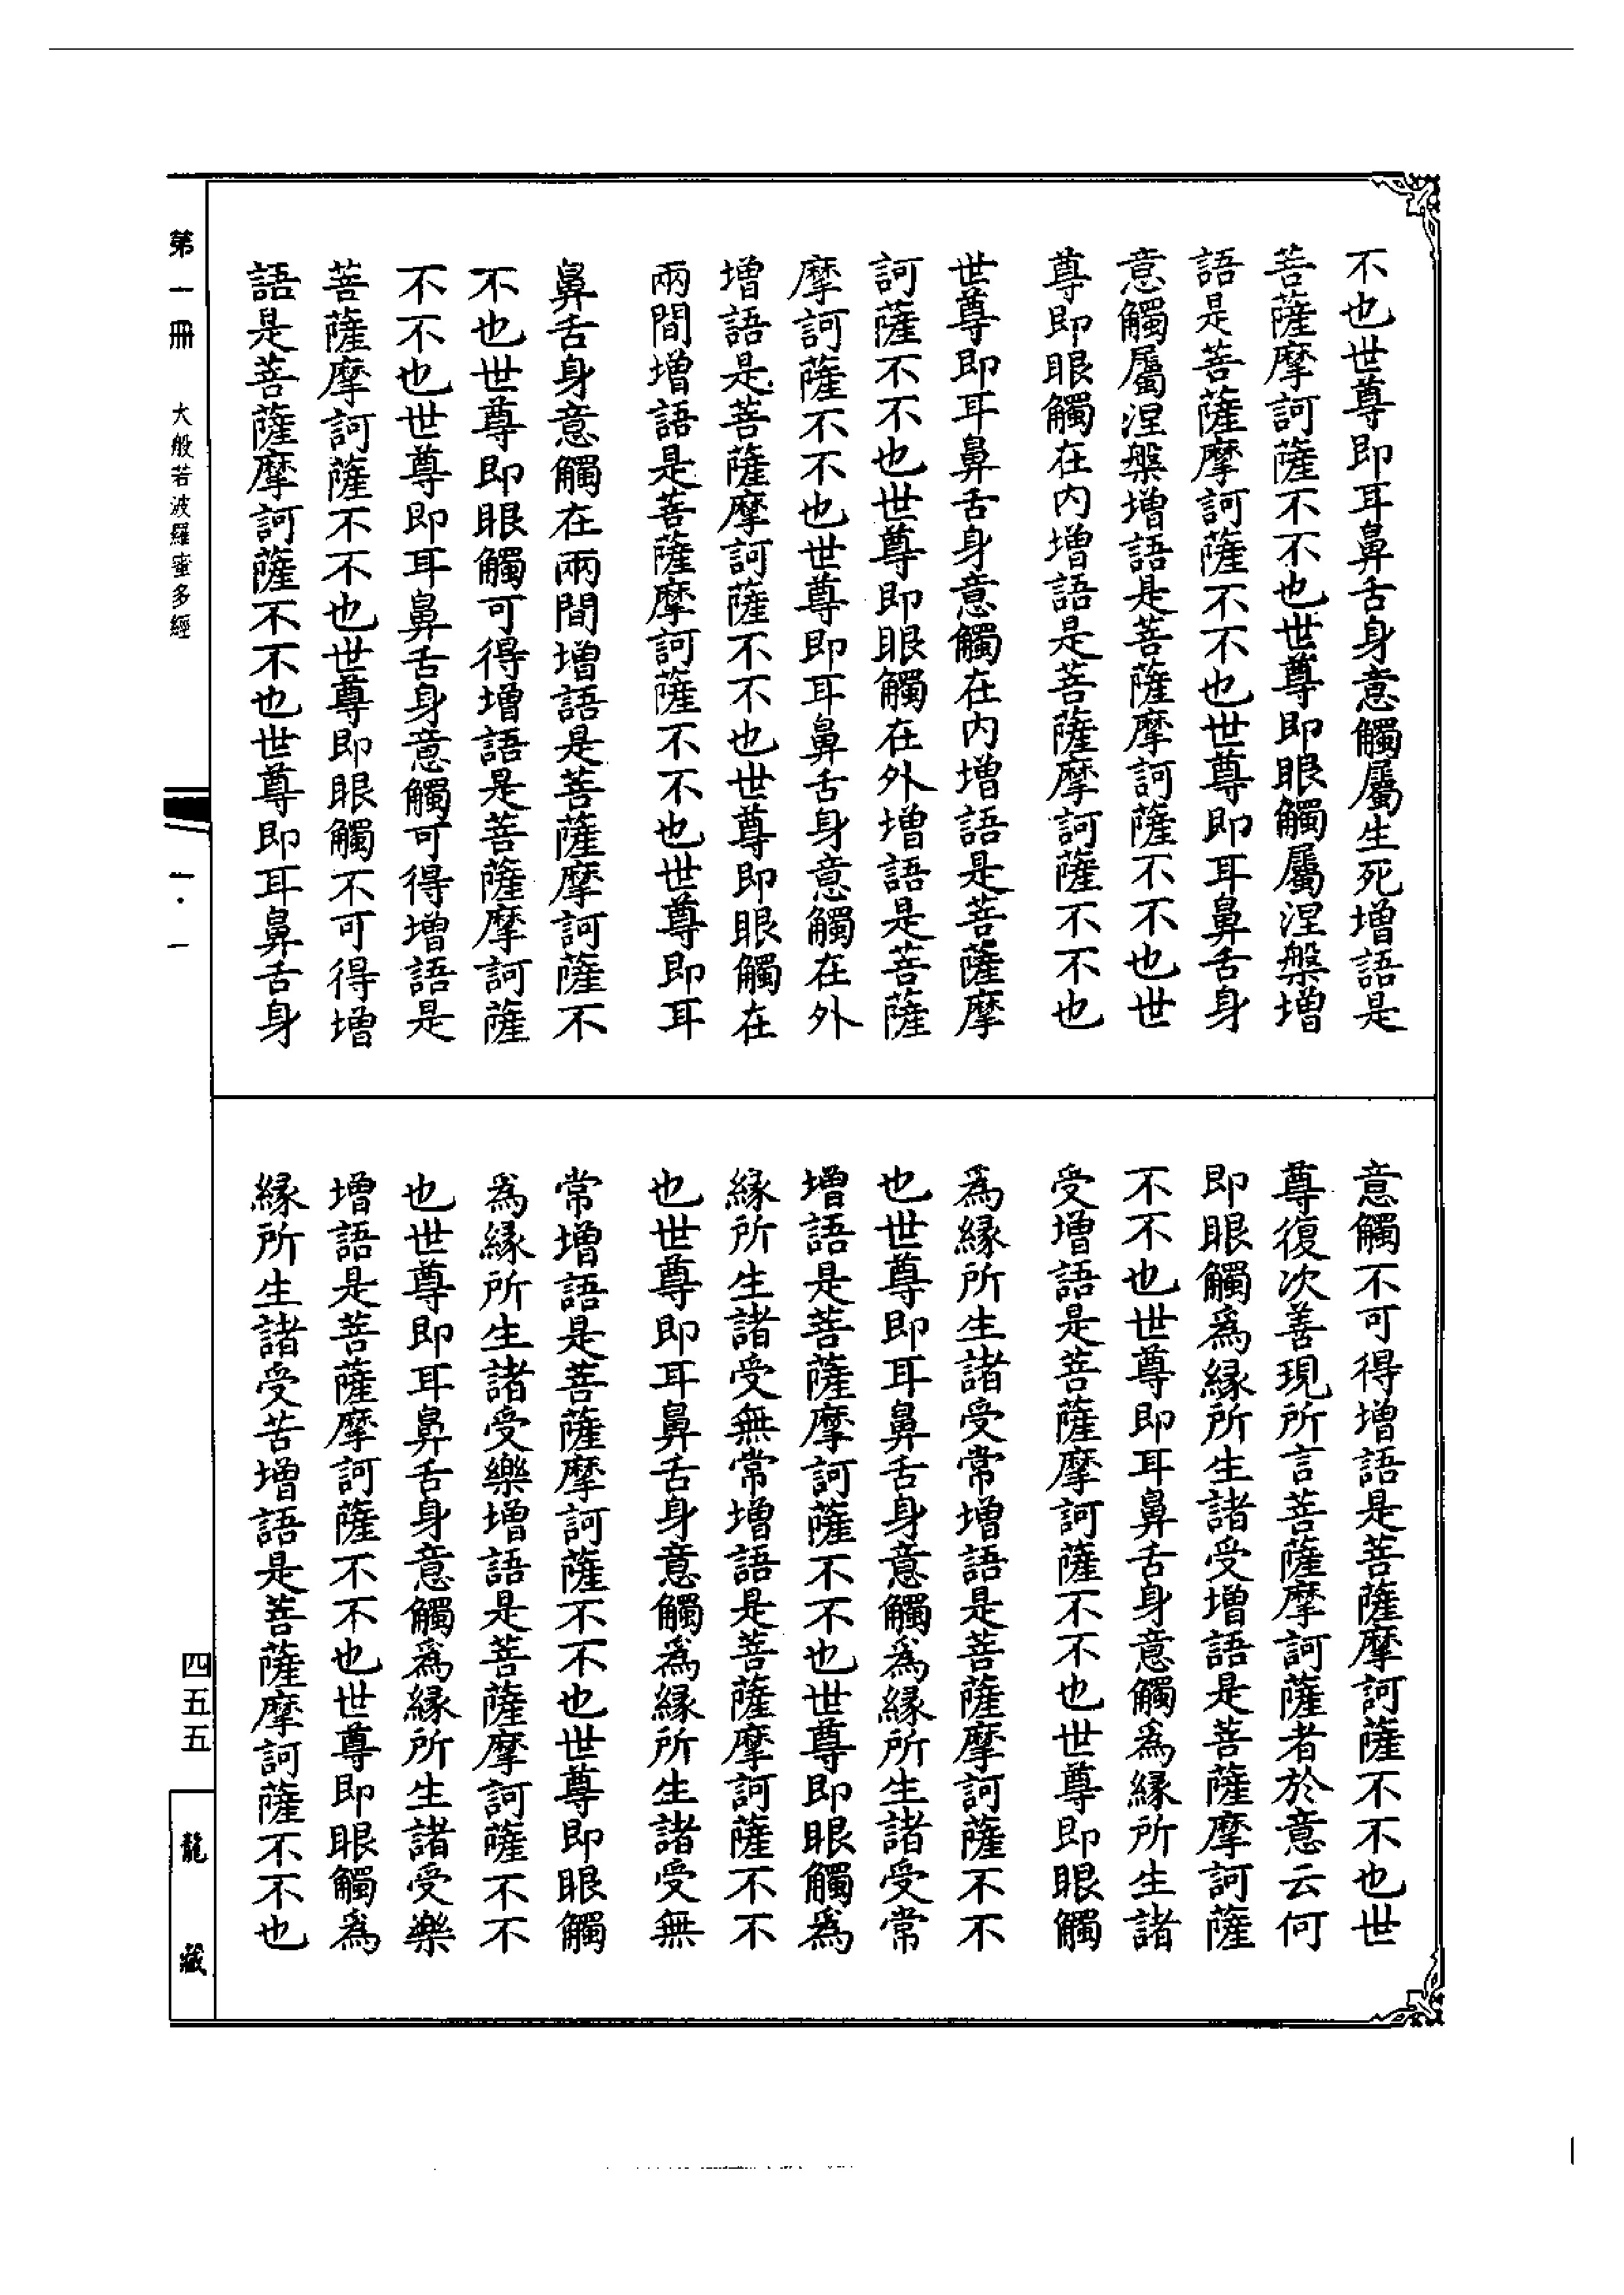 不也世尊即耳鼻舌身意觸屬生死增語是
菩薩摩訶薩不不也世尊即眼觸屬涅槃增
語是菩薩摩訶薩不不也世尊即耳鼻舌身
意觸屬涅槃增語是菩薩摩訶薩不不也世
尊即眼觸在內增語是菩薩摩訶薩不不也
世尊即耳鼻舌身意觸在內增語是菩薩摩
訶薩不不也世尊即眼觸在外增語是菩薩
摩訶薩不不也世尊即耳鼻舌身意觸在外
增語是菩薩摩訶薩不不也世尊即眼觸在
兩間增語是菩薩摩訶薩不不也世尊即耳
鼻舌身意觸在兩間增語是菩薩摩訶薩不
不也世尊即眼觸可得增語是菩薩摩訶薩
不不也世尊即耳鼻舌身意觸可得增語是
菩薩摩訶薩不不也世尊即眼觸不可得增
語是菩薩摩訶薩不不也世尊即耳鼻舌身
意觸不可得增語是菩薩摩訶薩不不也世
尊復次善現所言菩薩摩訶薩者於意云何
即眼觸為緣所生諸受增語是菩薩摩訶薩
不不也世尊即耳鼻舌身意觸為緣所生諸
受增語是菩薩摩訶薩不不也世尊即眼觸
為緣所生諸受常增語是菩薩摩訶薩不不
也世尊即耳鼻舌身意觸為緣所生諸受常
增語是菩薩摩訶薩不不也世尊即眼觸為
緣所生諸受無常增語是菩薩摩訶薩不不
也世尊即耳鼻舌身意觸為緣所生諸受無
常增語是菩薩摩訶薩不不也世尊即眼觸
為緣所生諸受樂增語是菩薩摩訶薩不不
也世尊即耳鼻舌身意觸為緣所生諸受樂
增語是菩薩摩訶薩不不也世尊即眼觸為
緣所生諸受苦增語是菩薩摩訶薩不不也
第一冊 大般若波羅蜜多經 一·一
四五五 龍藏